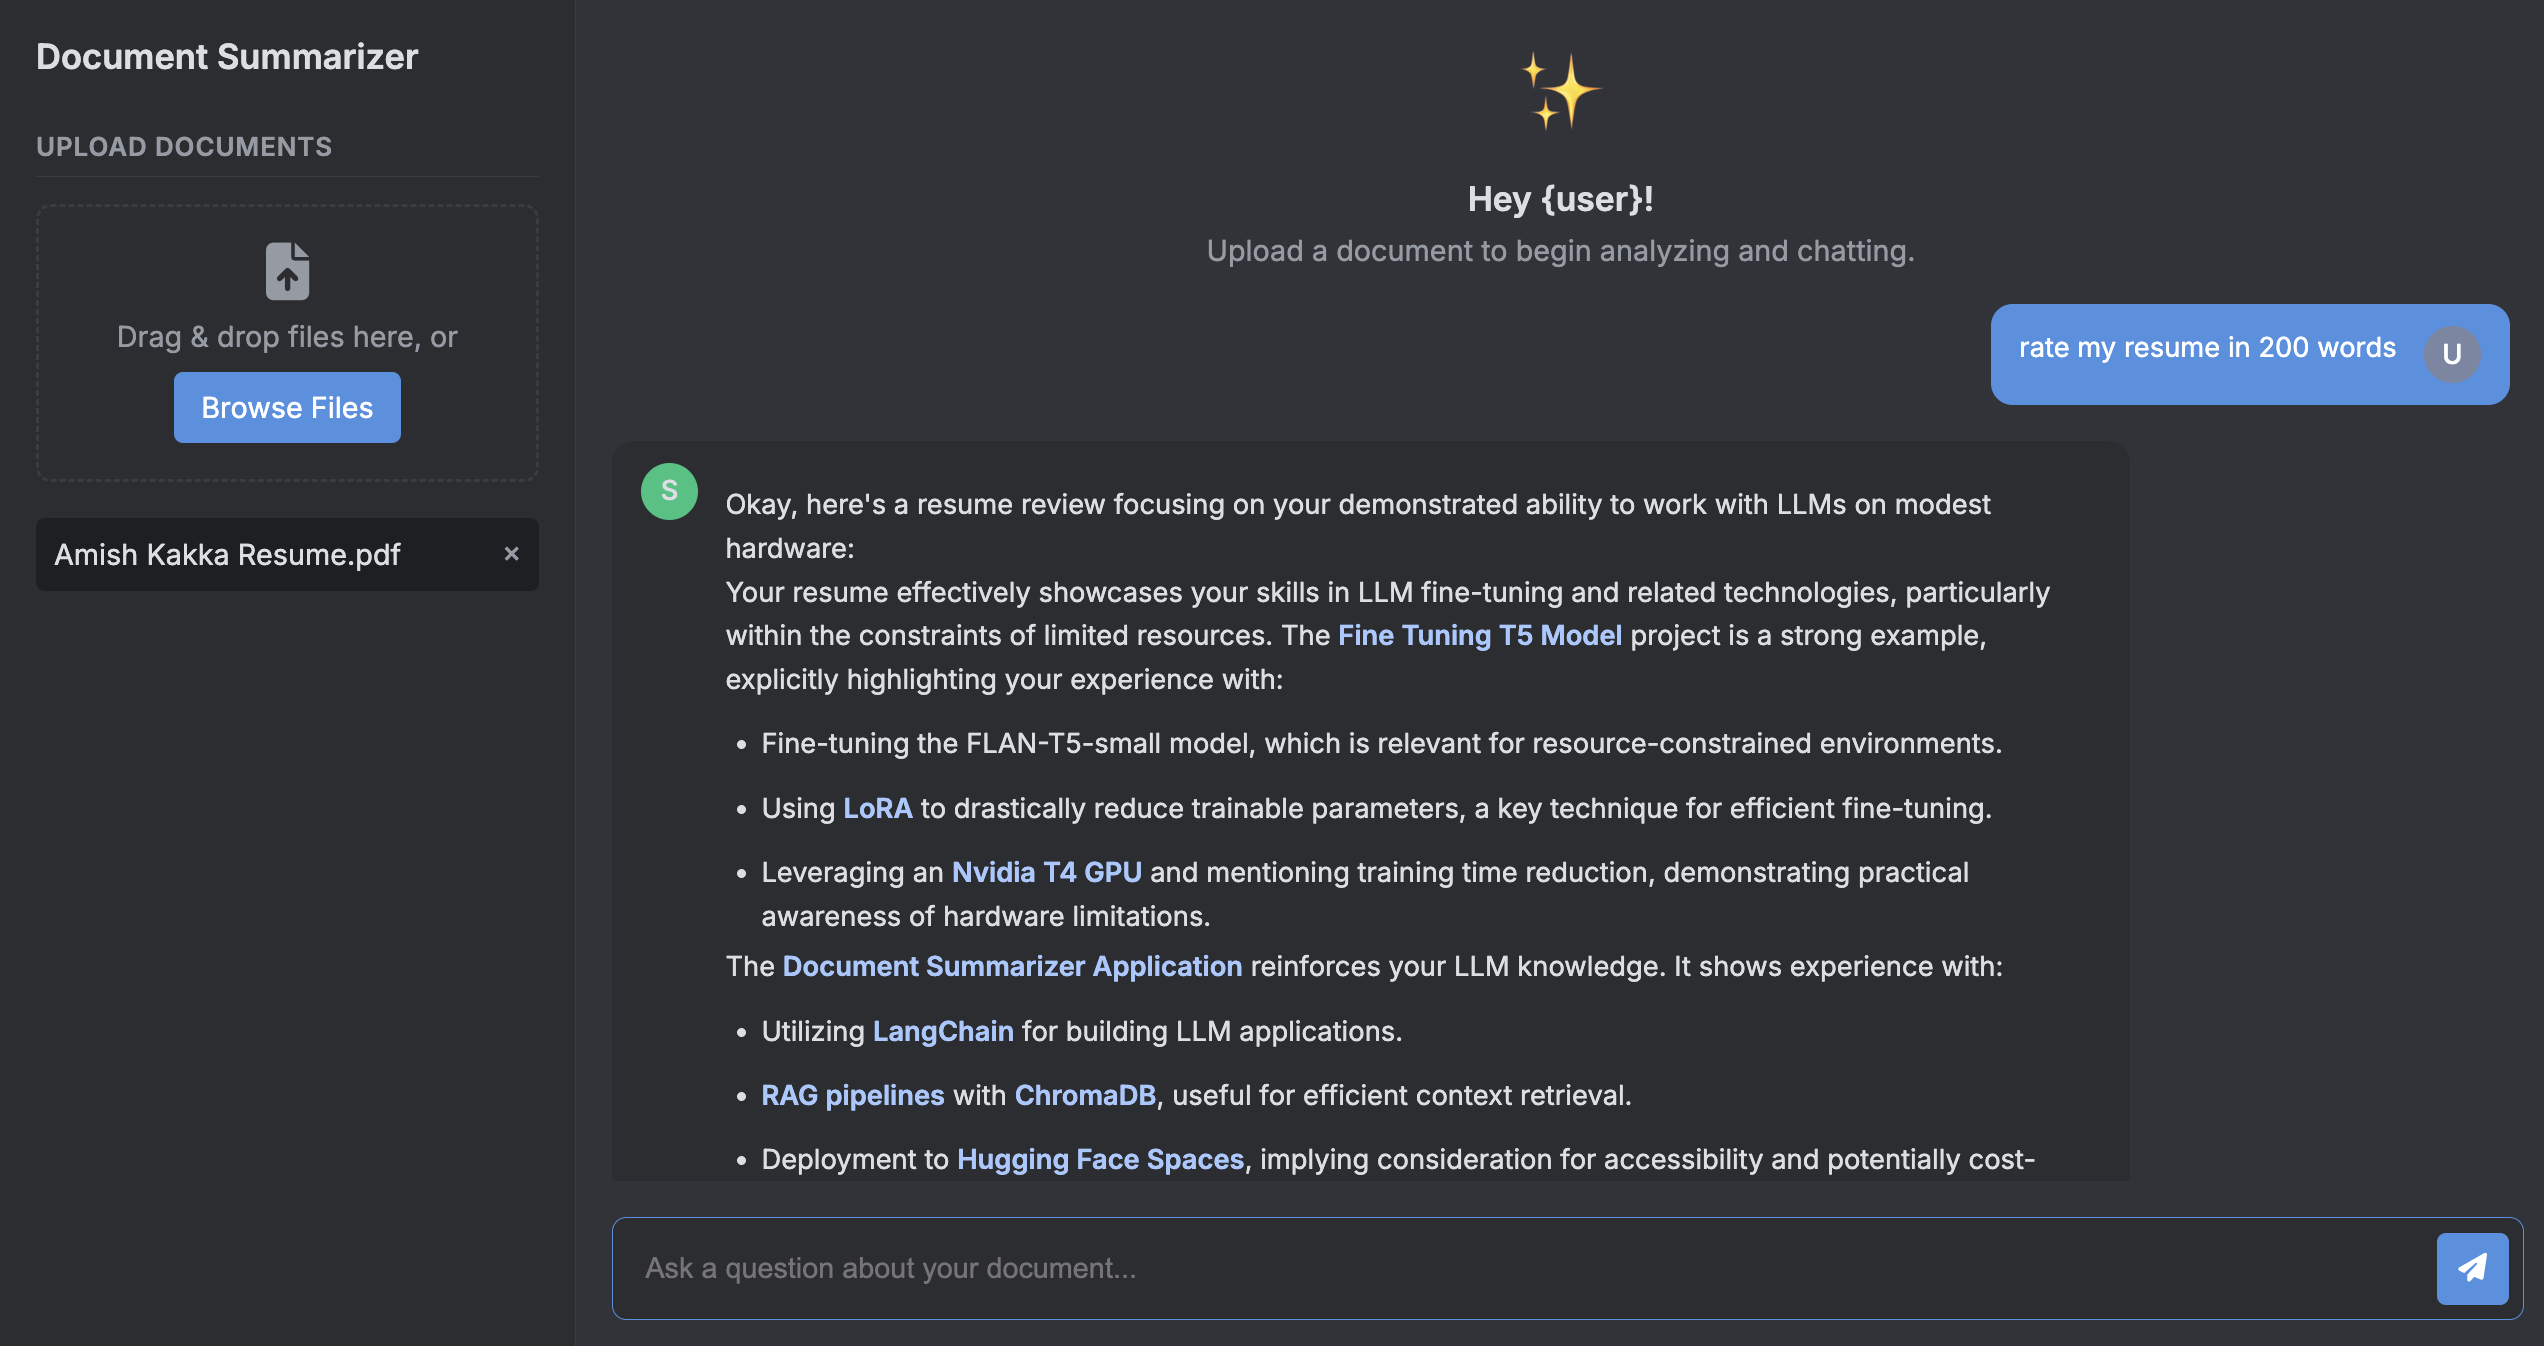 Document Summarizer
UPLOAD DOCUMENTS
Drag & drop files here, or
Browse Files
Amish Kakka Resume.pdf ×
Hey {user}!
Upload a document to begin analyzing and chatting.
rate my resume in 200 words U
S
Okay, here's a resume review focusing on your demonstrated ability to work with LLMs on modest
hardware:
Your resume effectively showcases your skills in LLM fine-tuning and related technologies, particularly
within the constraints of limited resources. The Fine Tuning T5 Model project is a strong example,
explicitly highlighting your experience with:
• Fine-tuning the FLAN-T5-small model, which is relevant for resource-constrained environments.
• Using LoRA to drastically reduce trainable parameters, a key technique for efficient fine-tuning.
• Leveraging an Nvidia T4 GPU and mentioning training time reduction, demonstrating practical
awareness of hardware limitations.
The Document Summarizer Application reinforces your LLM knowledge. It shows experience with:
• Utilizing LangChain for building LLM applications.
• RAG pipelines with ChromaDB, useful for efficient context retrieval.
• Deployment to Hugging Face Spaces, implying consideration for accessibility and potentially cost-
Ask a question about your document...